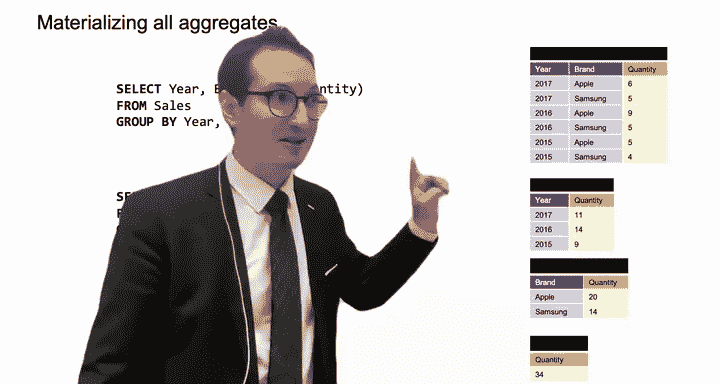 Materializing all aggregates
SELECT Year, ntity)
FROM Sales
GROUP BY Year,
Year Brand Quantity
2017 Apple 6
2017 Samsung 5
2016 Apple 9
2016 Samsung 5
2015 Apple 5
2015 Samsung 4
Year Quantity
2017 11
2016 14
2015 9
Brand Quantity
Apple 20
Samsung 14
Quantity
34